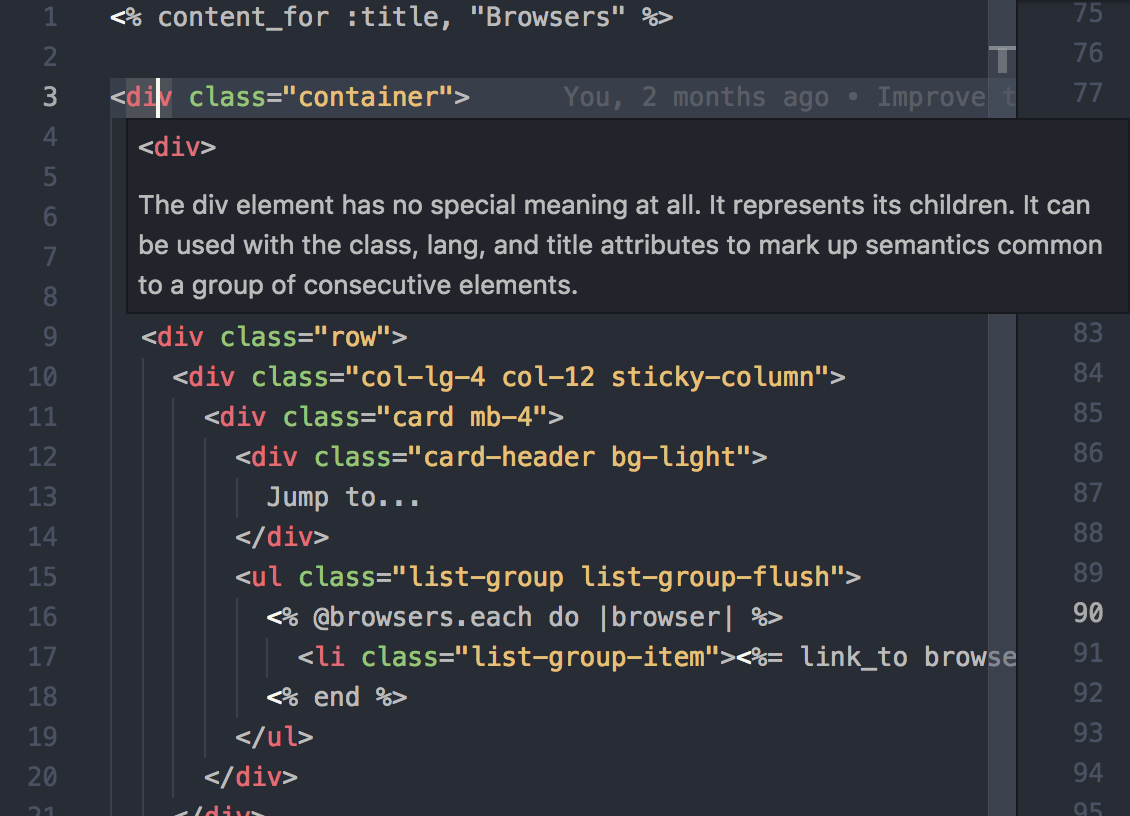 1 <% content_for :title, "Browsers" %>
2
3 <div class="container"> You, 2 months ago • Improve t
4 <div>
5
6 The div element has no special meaning at all. It represents its children. It can
7 be used with the class, lang, and title attributes to mark up semantics common
8 to a group of consecutive elements.
9 <div class="row">
10 <div class="col-lg-4 col-12 sticky-column">
11 <div class="card mb-4">
12 <div class="card-header bg-light">
13 Jump to...
14 </div>
15 <ul class="list-group list-group-flush">
16 <% @browsers.each do |browser| %>
17 <li class="list-group-item"><%= link_to browse
18 <% end %>
19 </ul>
20 </div>
21 </div>
75
76
77
83
84
85
86
87
88
89
90
91
92
93
94
95